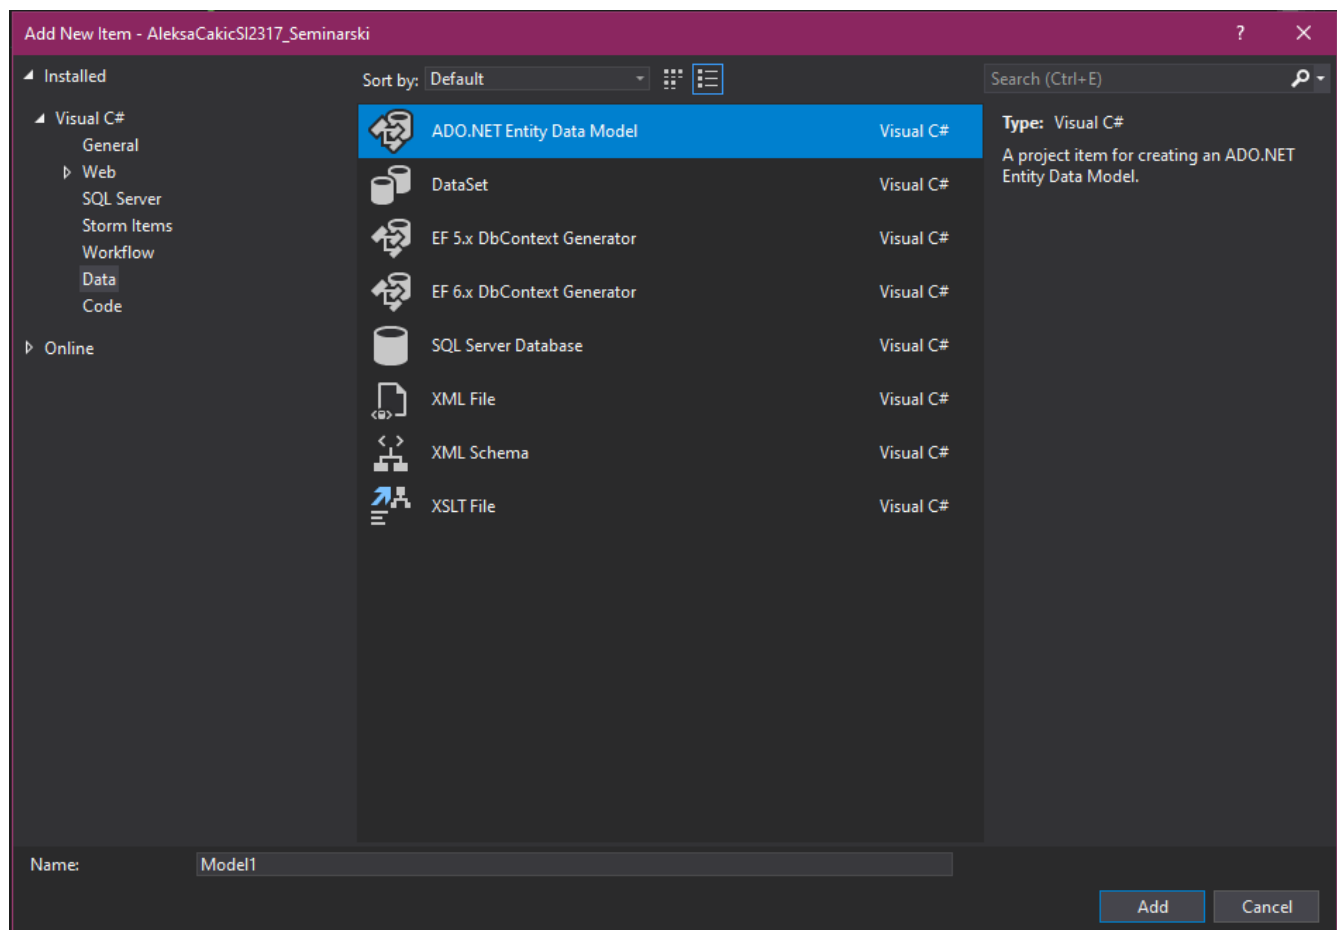 Add New Item - AleksaCakicSI2317_Seminarski
?
Installed
Sort by: Default
Search (Ctrl+E)
Visual C#
General
Web
SQL Server
Storm Items
Workflow
Data
Code
Online
ADO.NET Entity Data Model Visual C#
DataSet Visual C#
EF 5.x DbContext Generator Visual C#
EF 6.x DbContext Generator Visual C#
SQL Server Database Visual C#
XML File Visual C#
XML Schema Visual C#
XSLT File Visual C#
Type: Visual C#
A project item for creating an ADO.NET
Entity Data Model.
Name: Model1
Add Cancel